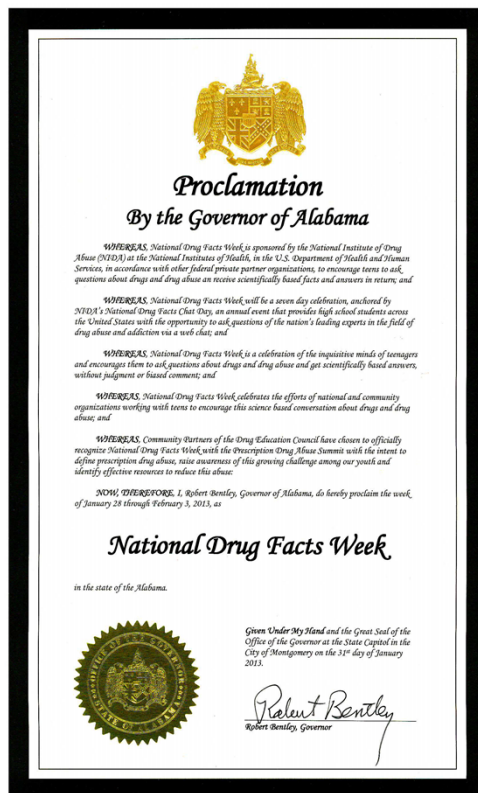 Proclamation
By the Governor of Alabama
WHEREAS, National Drug Facts Week is sponsored by the National Institute of Drug
Abuse (NIDA) at the National Institutes of Health, in the U.S. Department of Health and Human
Services, in accordance with other federal private partner organizations, to encourage teens to ask
questions about drugs and drug abuse an receive scientifically based facts and answers in return; and
WHEREAS, National Drug Facts Week will be a seven day celebration, anchored by
NIDA's National Drug Facts Chat Day, an annual event that provides high school students across
the United States with the opportunity to ask questions of the nation's leading experts in the field of
drug abuse and addiction via a web chat; and
WHEREAS, National Drug Facts Week is a celebration of the inquisitive minds of teenagers
and encourages them to ask questions about drugs and drug abuse and get scientifically based answers,
without judgment or biased comment; and
WHEREAS, National Drug Facts Week celebrates the efforts of national and community
organizations working with teens to encourage this science based conversation about drugs and drug
abuse; and
WHEREAS, Community Partners of the Drug Education Council have chosen to officially
recognize National Drug Facts Week with the Prescription Drug Abuse Summit with the intent to
define prescription drug abuse, raise awareness of this growing challenge among our youth and
identify effective resources to reduce this abuse:
NOW, THEREFORE, I, Robert Bentley, Governor of Alabama, do hereby proclaim the week
of January 28 through February 3, 2013, as
National Drug Facts Week
in the state of the Alabama.
Given Under My Hand and the Great Seal of the
Office of the Governor at the State Capitol in the
City of Montgomery on the 31st day of January
2013.
Robert Bentley
Robert Bentley, Governor
OFFICE OF THE GOVERNOR
STATE OF ALABAMA